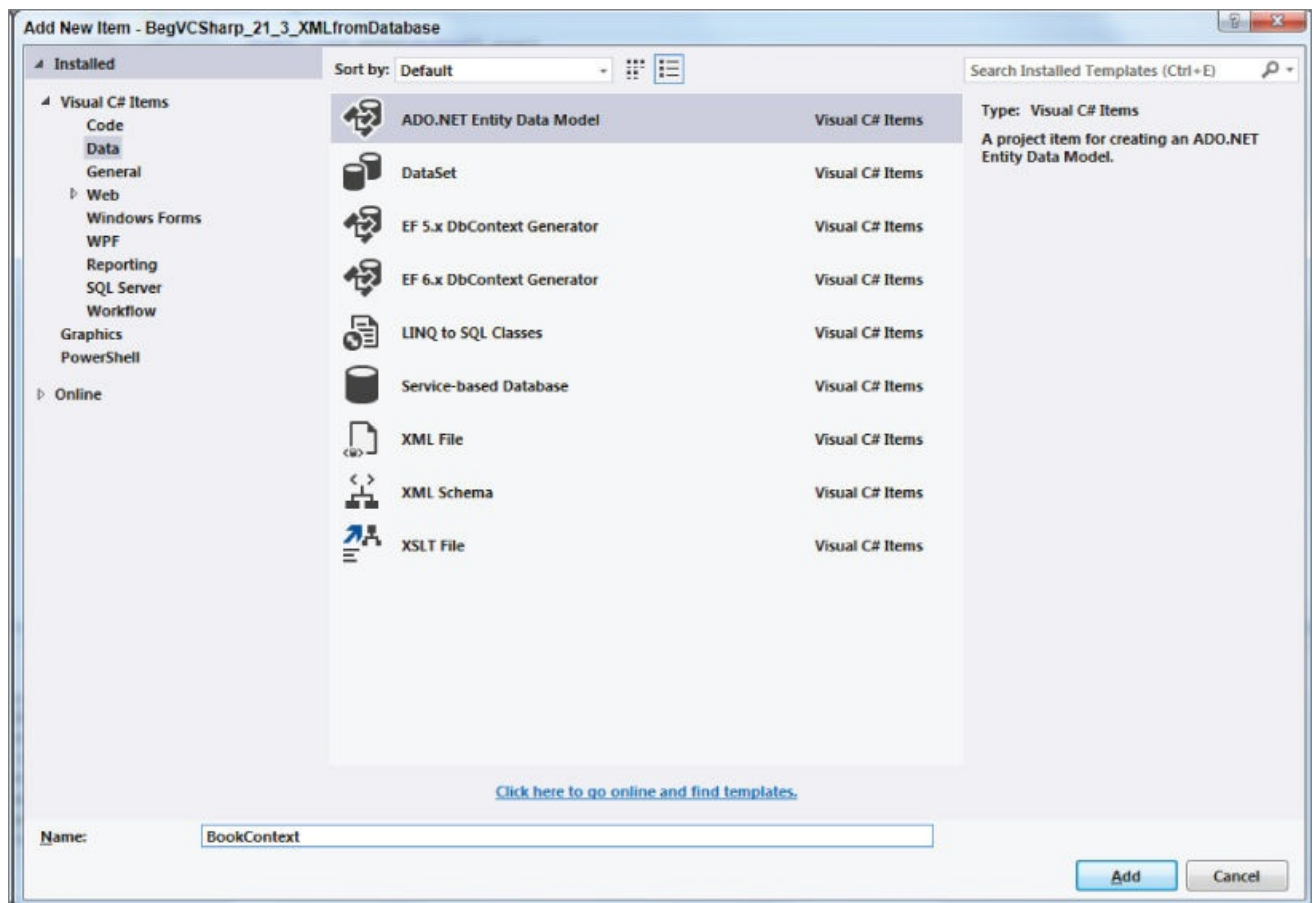 Add New Item - BegVCSharp_21_3_XMLfromDatabase
Installed
Sort by: Default
Search Installed Templates (Ctrl+E)
Visual C# Items
Code
Data
General
Web
Windows Forms
WPF
Reporting
SQL Server
Workflow
Graphics
PowerShell
Online
ADO.NET Entity Data Model Visual C# Items
DataSet Visual C# Items
EF 5.x DbContext Generator Visual C# Items
EF 6.x DbContext Generator Visual C# Items
LINQ to SQL Classes Visual C# Items
Service-based Database Visual C# Items
XML File Visual C# Items
XML Schema Visual C# Items
XSLT File Visual C# Items
Type: Visual C# Items
A project item for creating an ADO.NET
Entity Data Model.
Click here to go online and find templates.
Name: BookContext
Add Cancel